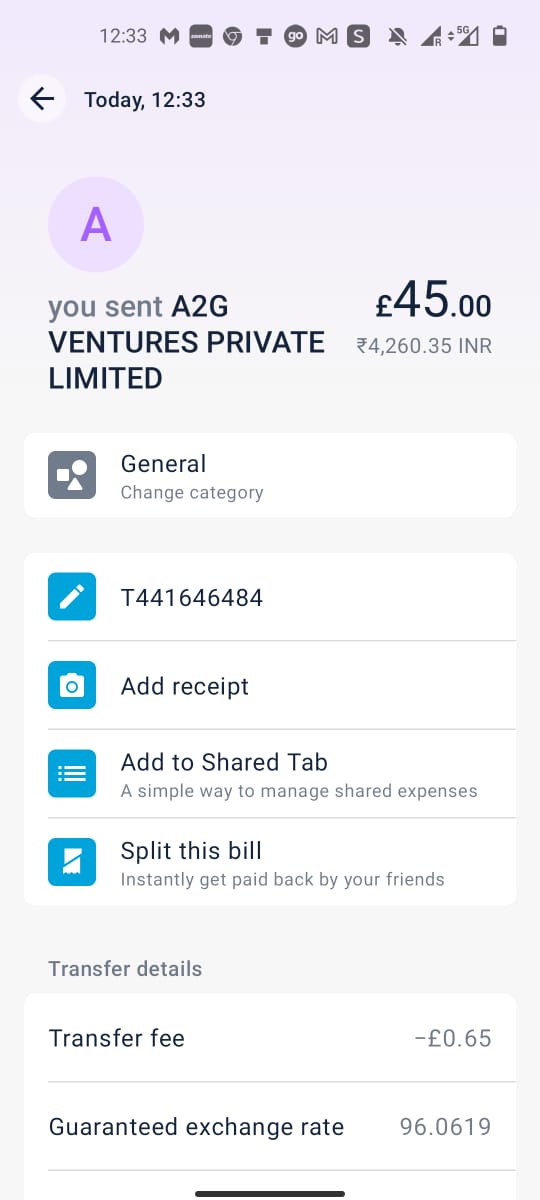 12:33
zomato
go
M
S
R
5G
Today, 12:33
A
you sent A2G
VENTURES PRIVATE
LIMITED
£45.00
₹4,260.35 INR
General
Change category
T441646484
Add receipt
Add to Shared Tab
A simple way to manage shared expenses
Split this bill
Instantly get paid back by your friends
Transfer details
Transfer fee
−£0.65
Guaranteed exchange rate
96.0619